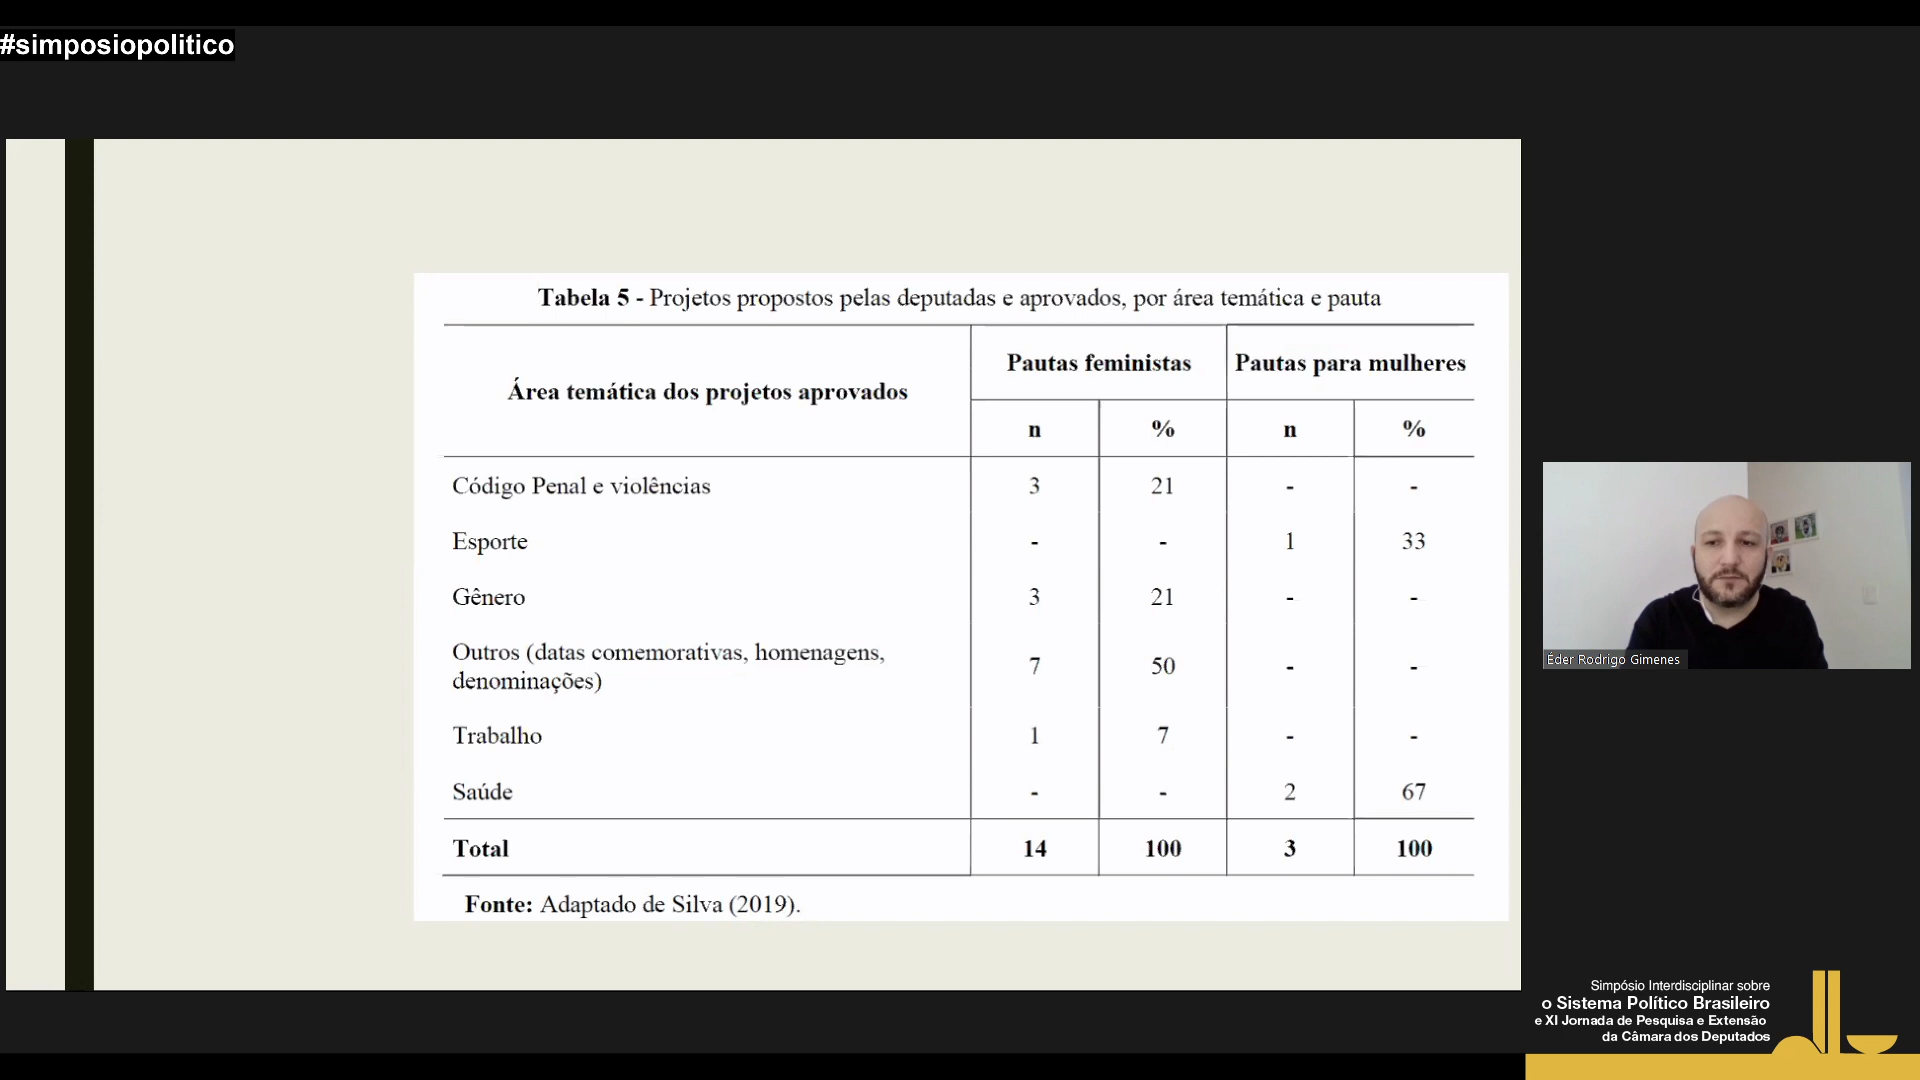 #simposiopolitico
Tabela 5 - Projetos propostos pelas deputadas e aprovados, por área temática e pauta
Área temática dos projetos aprovados
Pautas feministas
Pautas para mulheres
n % n %
Código Penal e violências 3 21 - -
Esporte - - 1 33
Gênero 3 21 - -
Outros (datas comemorativas, homenagens,
denominações) 7 50 - -
Trabalho 1 7 - -
Saúde - - 2 67
Total 14 100 3 100
Fonte: Adaptado de Silva (2019).
Éder Rodrigo Gimenes
Simpósio Interdisciplinar sobre
o Sistema Político Brasileiro
e XI Jornada de Pesquisa e Extensão
da Câmara dos Deputados